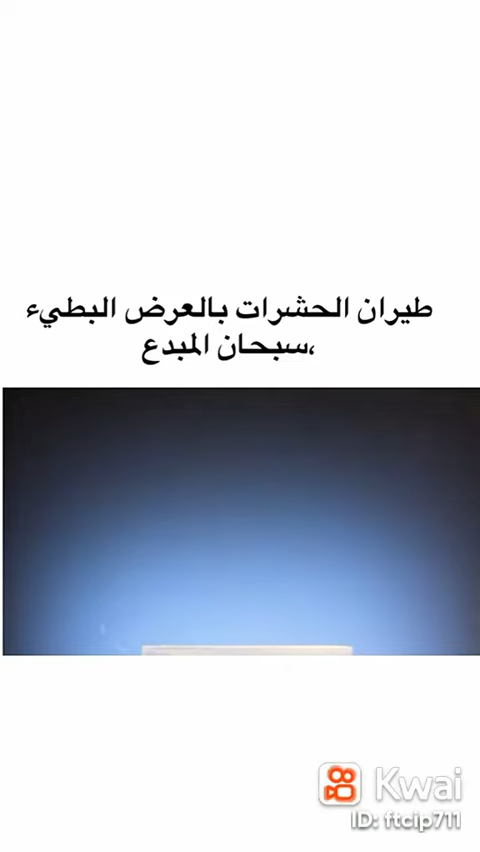 طيران الحشرات بالعرض البطيء
،سبحان المبدع
Kwai
ID: ftcip711